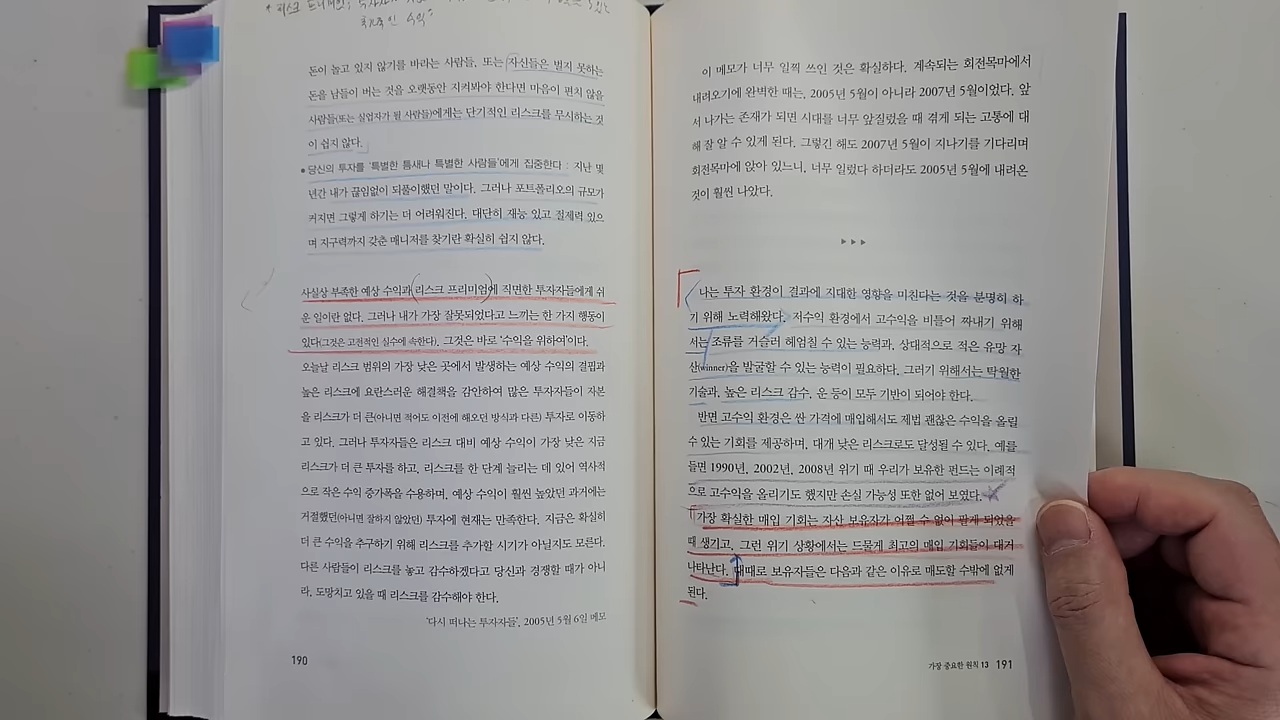 돈이 놀고 있지 않기를 바라는 사람들, 또는 자신들은 벌지 못하는
돈을 남들이 버는 것을 오랫동안 지켜봐야 한다면 마음이 편치 않을
사람들(또는 실업자가 될 사람들)에게는 단기적인 리스크를 무시하는 것
이 쉽지 않다.
• 당신의 투자를 '특별한 틈새나 특별한 사람들'에게 집중한다 : 지난 몇
년간 내가 끊임없이 되풀이했던 말이다. 그러나 포트폴리오의 규모가
커지면 그렇게 하기는 더 어려워진다. 대단히 재능 있고 절제력 있으
며 지구력까지 갖춘 매니저를 찾기란 확실히 쉽지 않다.
사실상 부족한 예상 수익과 리스크 프리미엄에 직면한 투자자들에게 쉬
운 일이란 없다. 그러나 내가 가장 잘못되었다고 느끼는 한 가지 행동이
있다(그것은 고전적인 실수에 속한다). 그것은 바로 '수익을 위하여'이다.
오늘날 리스크 범위의 가장 낮은 곳에서 발생하는 예상 수익의 결핍과
높은 리스크에 요란스러운 해결책을 감안하여 많은 투자자들이 자본
을 리스크가 더 큰(아니면 적어도 이전에 해오던 방식과 다른) 투자로 이동하
고 있다. 그러나 투자자들은 리스크 대비 예상 수익이 가장 낮은 지금
리스크가 더 큰 투자를 하고, 리스크를 한 단계 늘리는 데 있어 역사적
으로 작은 수익 증가폭을 수용하며, 예상 수익이 훨씬 높았던 과거에는
거절했던(아니면 잘하지 않았던) 투자에 현재는 만족한다. 지금은 확실히
더 큰 수익을 추구하기 위해 리스크를 추가할 시기가 아닐지도 모른다.
다른 사람들이 리스크를 놓고 감수하겠다고 당신과 경쟁할 때가 아니
라, 도망치고 있을 때 리스크를 감수해야 한다.
'다시 떠나는 투자자들', 2005년 5월 6일 메모
190
이 메모가 너무 일찍 쓰인 것은 확실하다. 계속되는 회전목마에서
내려오기에 완벽한 때는, 2005년 5월이 아니라 2007년 5월이었다. 앞
서 나가는 존재가 되면 시대를 너무 앞질렀을 때 겪게 되는 고통에 대
해 잘 알 수 있게 된다. 그렇긴 해도 2007년 5월이 지나기를 기다리며
회전목마에 앉아 있느니, 너무 일렀다 하더라도 2005년 5월에 내려온
것이 훨씬 나았다.
▶▶▶
나는 투자 환경이 결과에 지대한 영향을 미친다는 것을 분명히 하
기 위해 노력해왔다. 저수익 환경에서 고수익을 비틀어 짜내기 위해
서는 조류를 거슬러 헤엄칠 수 있는 능력과, 상대적으로 적은 유망 자
산(winner)을 발굴할 수 있는 능력이 필요하다. 그러기 위해서는 탁월한
기술과, 높은 리스크 감수, 운 등이 모두 기반이 되어야 한다.
반면 고수익 환경은 싼 가격에 매입해서도 제법 괜찮은 수익을 올릴
수 있는 기회를 제공하며, 대개 낮은 리스크로도 달성될 수 있다. 예를
들면 1990년, 2002년, 2008년 위기 때 우리가 보유한 펀드는 이례적
으로 고수익을 올리기도 했지만 손실 가능성 또한 없어 보였다.
가장 확실한 매입 기회는 자산 보유자가 어쩔 수 없이 팔게 되었을
때 생기고, 그런 위기 상황에서는 드물게 최고의 매입 기회들이 대거
나타난다. 때때로 보유자들은 다음과 같은 이유로 매도할 수밖에 없게
된다.
가장 중요한 원칙 13 191